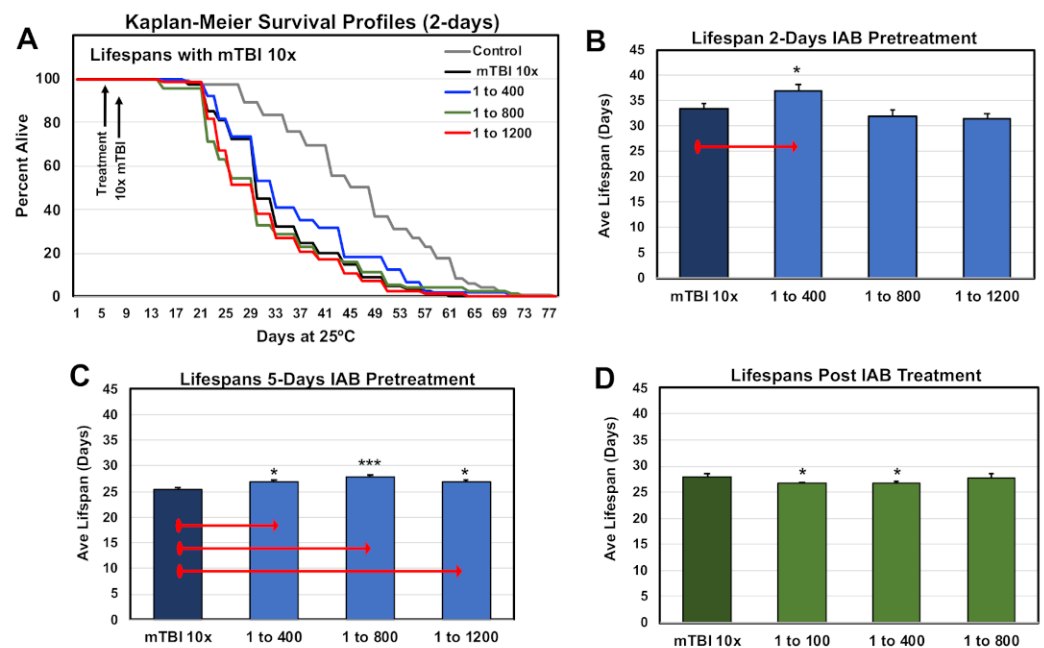 A
Kaplan-Meier Survival Profiles (2-days)
Lifespans with mTBI 10x
Control
mTBI 10x
1 to 400
1 to 800
1 to 1200
Treatment
10x mTBI
Percent Alive
100
80
60
40
20
0
1 5 9 13 17 21 25 29 33 37 41 45 49 53 57 61 65 69 73 77
Days at 25ºC
B
Lifespan 2-Days IAB Pretreatment
Ave Lifespan (Days)
45
40
35
30
25
20
15
10
5
0
*
mTBI 10x 1 to 400 1 to 800 1 to 1200
C
Lifespans 5-Days IAB Pretreatment
Ave Lifspan (Days)
45
40
35
30
25
20
15
10
5
0
* *** *
mTBI 10x 1 to 400 1 to 800 1 to 1200
D
Lifespans Post IAB Treatment
Ave Lifespan (Days)
45
40
35
30
25
20
15
10
5
0
* *
mTBI 10x 1 to 100 1 to 400 1 to 800